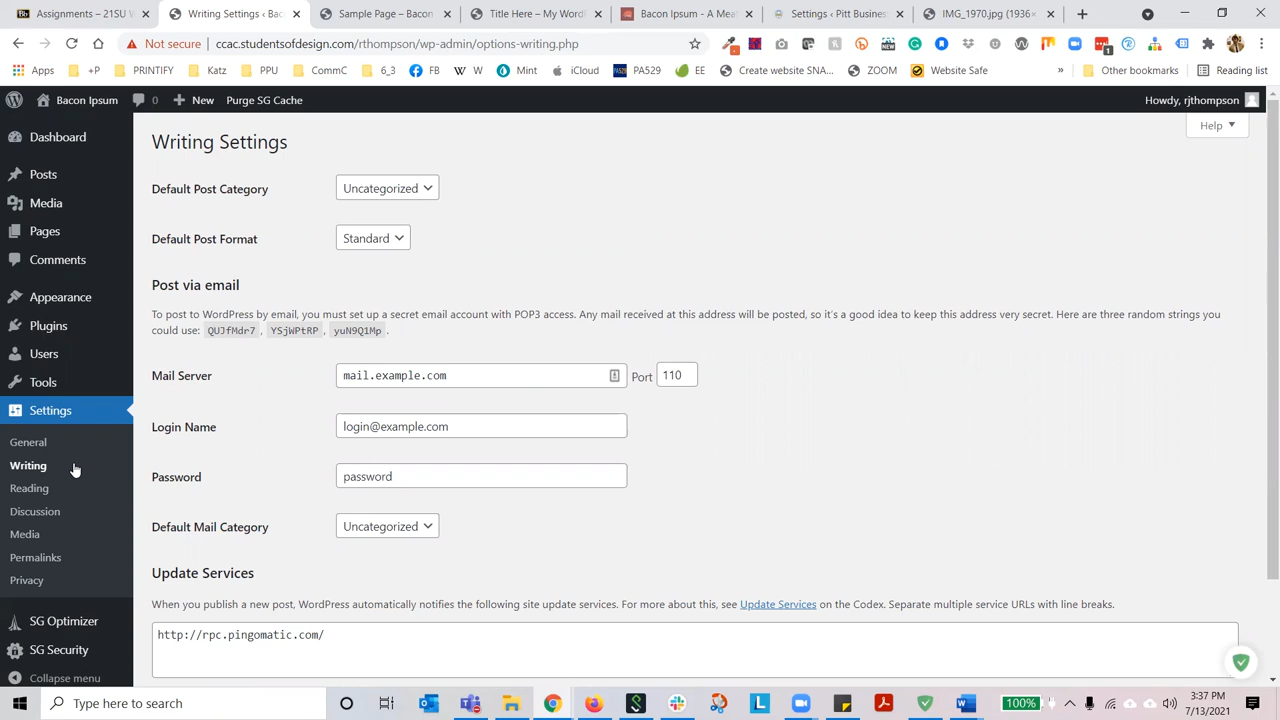 Assignments – 21SU W
Writing Settings ‹ Bac
Sample Page – Bacon
Title Here – My WordP
Bacon Ipsum - A Meat
Settings ‹ Pitt Business
IMG_1970.jpg (1936×
Not secure
ccac.studentsofdesign.com/rthompson/wp-admin/options-writing.php
Apps
+P
PRINTIFY
Katz
PPU
CommC
6_3
FB
W
Mint
iCloud
PA529
EE
Create website SNA...
ZOOM
Website Safe
»
Other bookmarks
Reading list
Bacon Ipsum
0
New
Purge SG Cache
Howdy, rjthompson
Help
Dashboard
Posts
Media
Pages
Comments
Appearance
Plugins
Users
Tools
Settings
General
Writing
Reading
Discussion
Media
Permalinks
Privacy
SG Optimizer
SG Security
Collapse menu
Writing Settings
Default Post Category
Uncategorized
Default Post Format
Standard
Post via email
To post to WordPress by email, you must set up a secret email account with POP3 access. Any mail received at this address will be posted, so it's a good idea to keep this address very secret. Here are three random strings you
could use: QUJfMdr7 , YSjWPtRP , yuN9Q1Mp .
Mail Server
mail.example.com
Port
110
Login Name
login@example.com
Password
password
Default Mail Category
Uncategorized
Update Services
When you publish a new post, WordPress automatically notifies the following site update services. For more about this, see Update Services on the Codex. Separate multiple service URLs with line breaks.
http://rpc.pingomatic.com/
Type here to search
100%
3:37 PM
7/13/2021